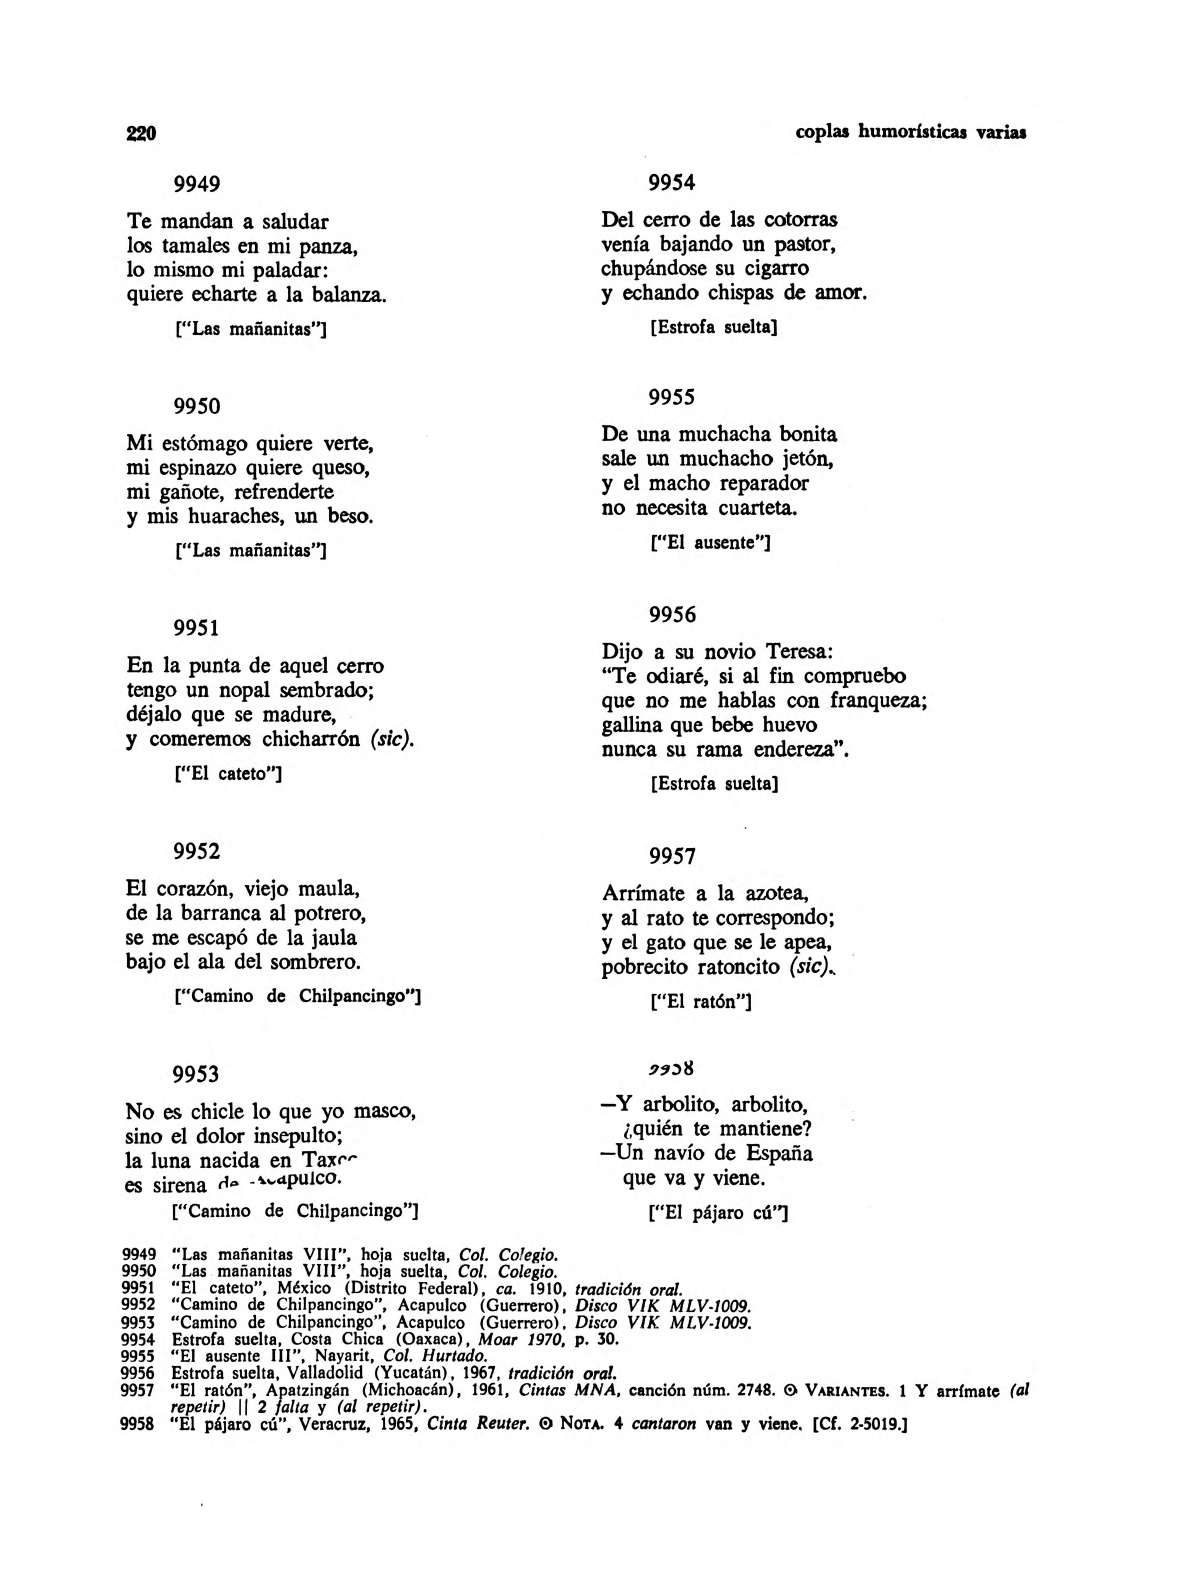 220
coplas humorísticas varias
9949
Te mandan a saludar
los tamales en mi panza,
lo mismo mi paladar:
quiere echarte a la balanza.
["Las mañanitas"]
9950
Mi estómago quiere verte,
mi espinazo quiere queso,
mi gañote, refrenderte
y mis huaraches, un beso.
["Las mañanitas"]
9951
En la punta de aquel cerro
tengo un nopal sembrado;
déjalo que se madure,
y comeremos chicharrón (sic).
["El cateto"]
9952
El corazón, viejo maula,
de la barranca al potrero,
se me escapó de la jaula
bajo el ala del sombrero.
["Camino de Chilpancingo"]
9953
No es chicle lo que yo masco,
sino el dolor insepulto;
la luna nacida en
es sirena de
["Camino de Chilpancingo"]
9954
Del cerro de las cotorras
venía bajando un pastor,
chupándose su cigarro
y echando chispas de amor.
[Estrofa suelta]
9955
De una muchacha bonita
sale un muchacho jetón,
y el macho reparador
no necesita cuarteta.
["El ausente"]
9956
Dijo a su novio Teresa:
"Te odiaré, si al fin compruebo
que no me hablas con franqueza;
gallina que bebe huevo
nunca su rama endereza".
[Estrofa suelta]
9957
Arrímate a la azotea,
y al rato te correspondo;
y el gato que se le apea,
pobrecito ratoncito (sic).
["El ratón"]
9958
—Y arbolito, arbolito,
¿quién te mantiene?
—Un navío de España
que va y viene.
["El pájaro cú"]
9949 "Las mañanitas VIII", hoja suelta, Col. Colegio.
9950 "Las mañanitas VIII", hoja suelta, Col. Colegio.
9951 "El cateto", México (Distrito Federal), ca. 1910, tradición oral.
9952 "Camino de Chilpancingo", Acapulco (Guerrero), Disco VIK MLV-1009.
9953 "Camino de Chilpancingo", Acapulco (Guerrero), Disco VIK MLV-1009.
9954 Estrofa suelta, Costa Chica (Oaxaca), Moar 1970, p. 30.
9955 "El ausente III", Nayarit, Col. Hurtado.
9956 Estrofa suelta, Valladolid (Yucatán), 1967, tradición oral.
9957 "El ratón", Apatzingán (Michoacán), 1961, Cintas MNA, canción núm. 2748. ⊙ VARIANTES. 1 Y arrímate (al
repetir) || 2 falta y (al repetir).
9958 "El pájaro cú", Veracruz, 1965, Cinta Reuter. ⊙ NOTA. 4 cantaron van y viene. [Cf. 2-5019.]